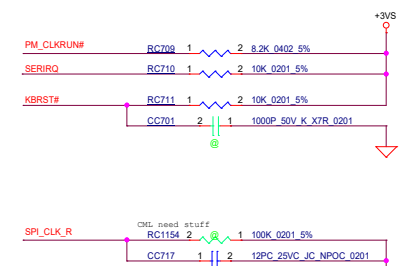 +3VS
PM_CLKRUN# RC709 1 2 8.2K_0402_5%
SERIRQ RC710 1 2 10K_0201_5%
KBRST# RC711 1 2 10K_0201_5%
CC701 2 1 1000P_50V_K_X7R_0201
@
CML need stuff
SPI_CLK_R RC1154 2 @ 1 100K_0201_5%
CC717 1 2 12PC_25VC_JC_NPOC_0201